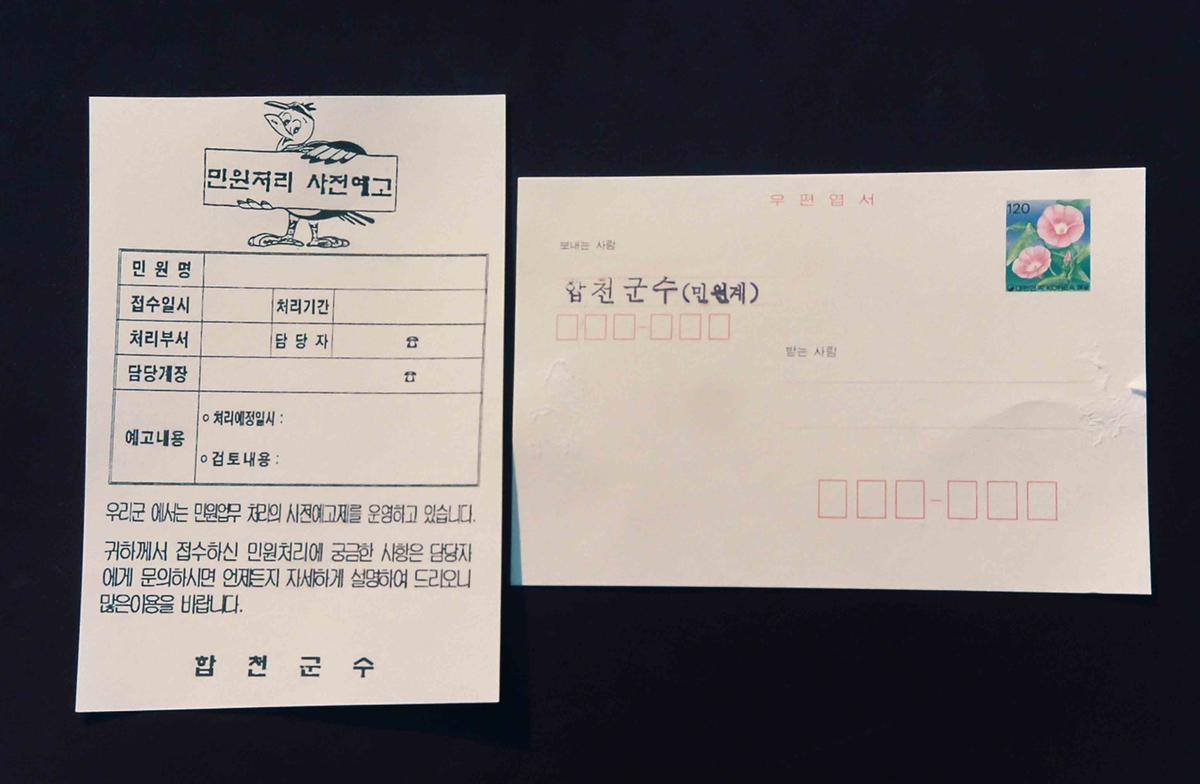 민원처리 사전예고
민원명
접수일시 처리기간
처리부서 담당자 ☎
담당계장 ☎
예고내용
○ 처리예정일시 :
○ 검토내용 :
우리군 에서는 민원업무 처리의 사전예고제를 운영하고 있습니다.
귀하께서 접수하신 민원처리에 궁금한 사항은 담당자
에게 문의하시면 언제든지 자세하게 설명하여 드리오니
많은이용을 바랍니다.
합천군수
우편엽서
120
대한민국 KOREA
보내는 사람
합천군수(민원계)
받는 사람